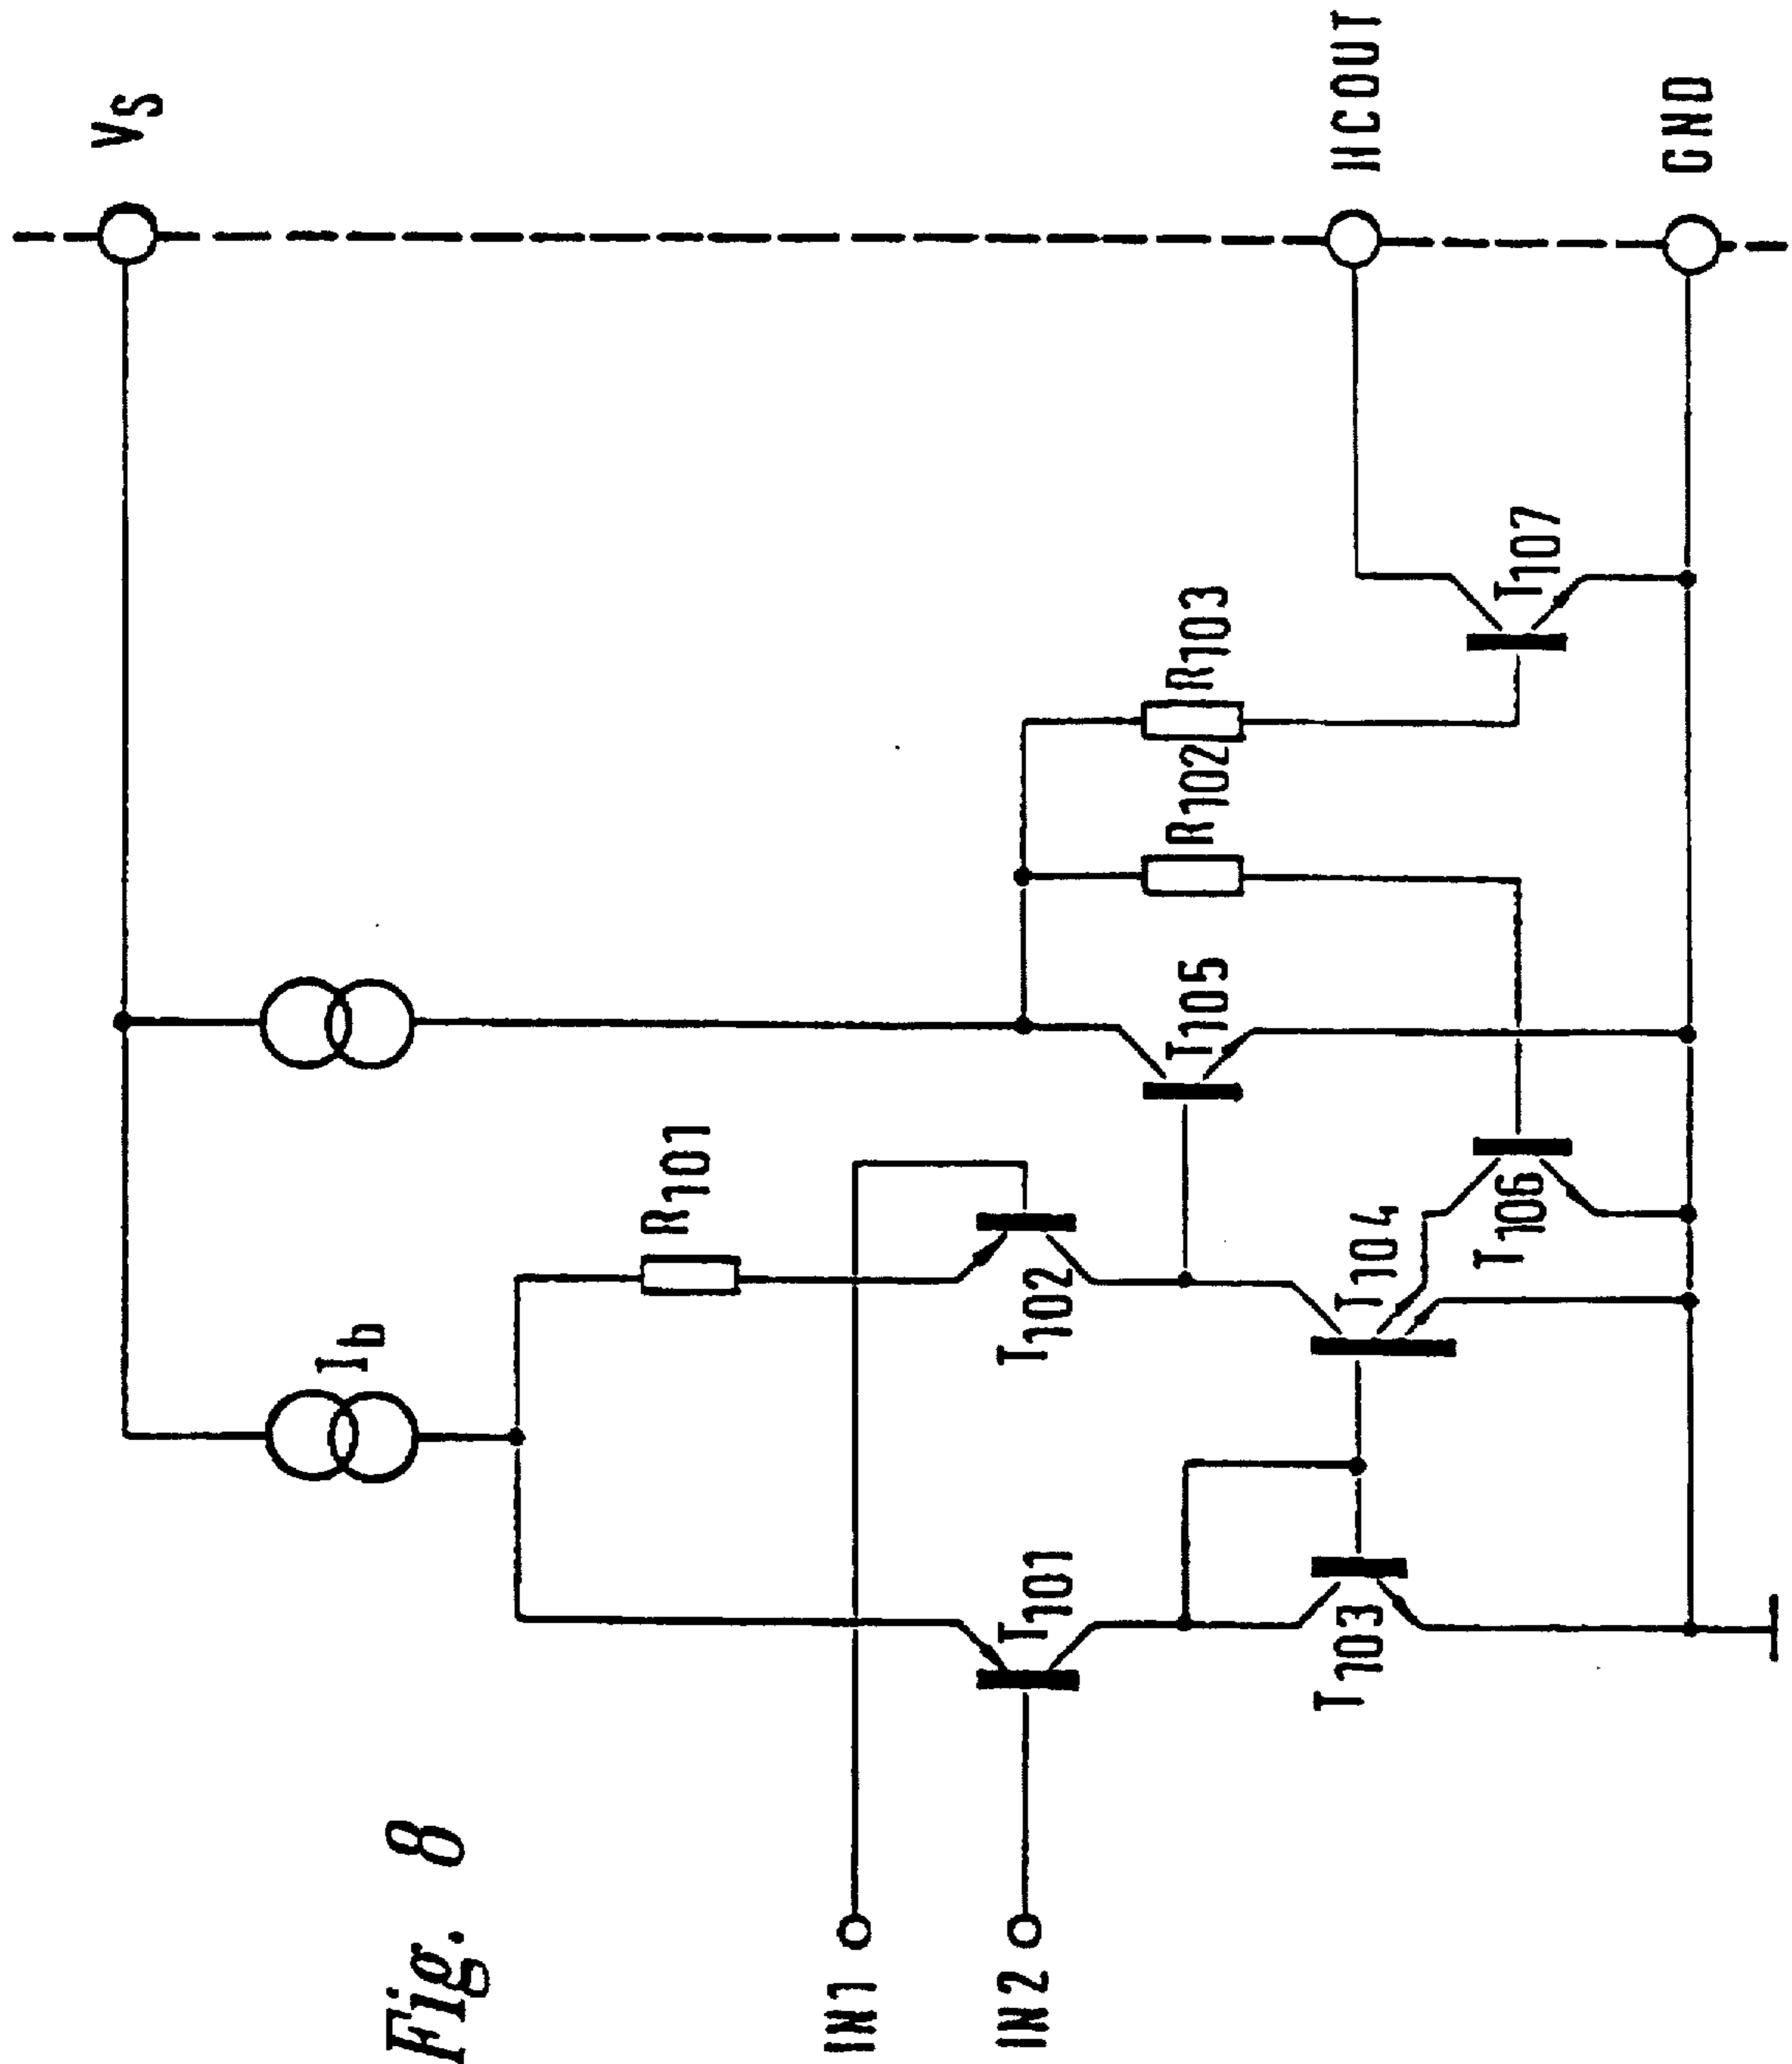 Fig. 8
VS
Ib
R101
IN1
IN2
T101
T102
T105
R102
R103
T103
T104
T106
T107
HCOUT
GND